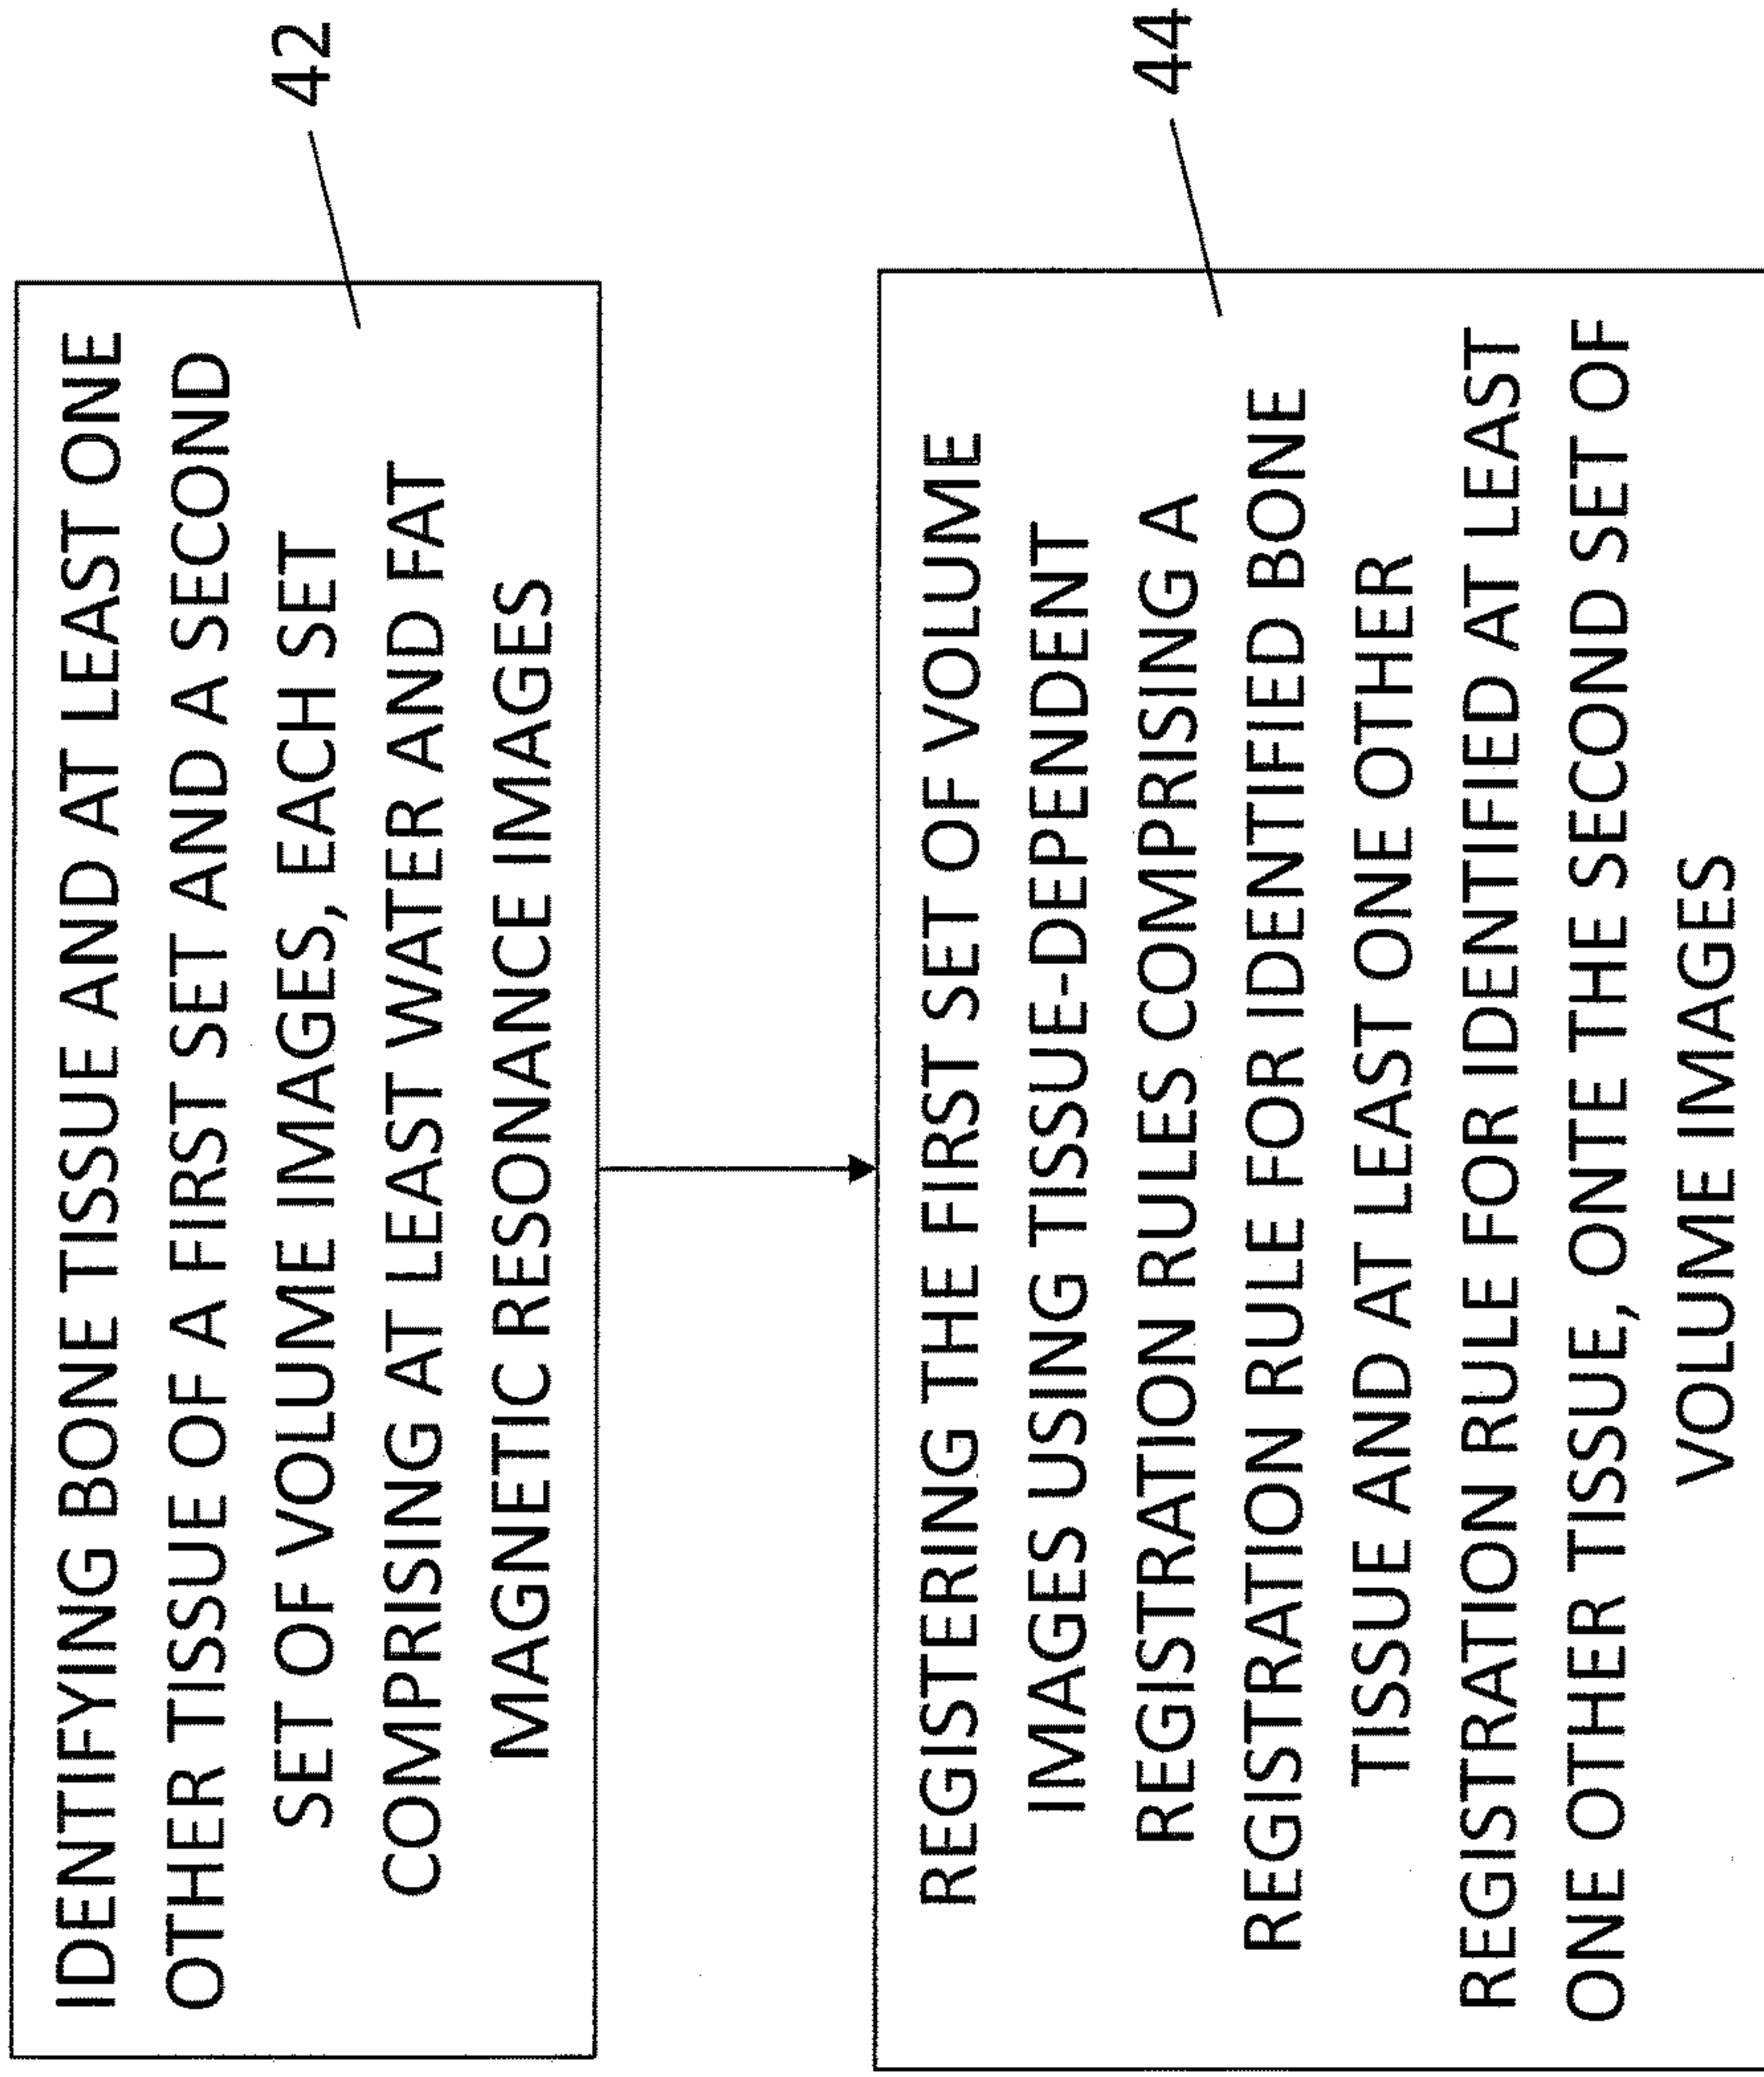 IDENTIFYING BONE TISSUE AND AT LEAST ONE
OTHER TISSUE OF A FIRST SET AND A SECOND
SET OF VOLUME IMAGES, EACH SET
COMPRISING AT LEAST WATER AND FAT
MAGNETIC RESONANCE IMAGES
42
REGISTERING THE FIRST SET OF VOLUME
IMAGES USING TISSUE-DEPENDENT
REGISTRATION RULES COMPRISING A
REGISTRATION RULE FOR IDENTIFIED BONE
TISSUE AND AT LEAST ONE OTHER
REGISTRATION RULE FOR IDENTIFIED AT LEAST
ONE OTHER TISSUE, ONTE THE SECOND SET OF
VOLUME IMAGES
44